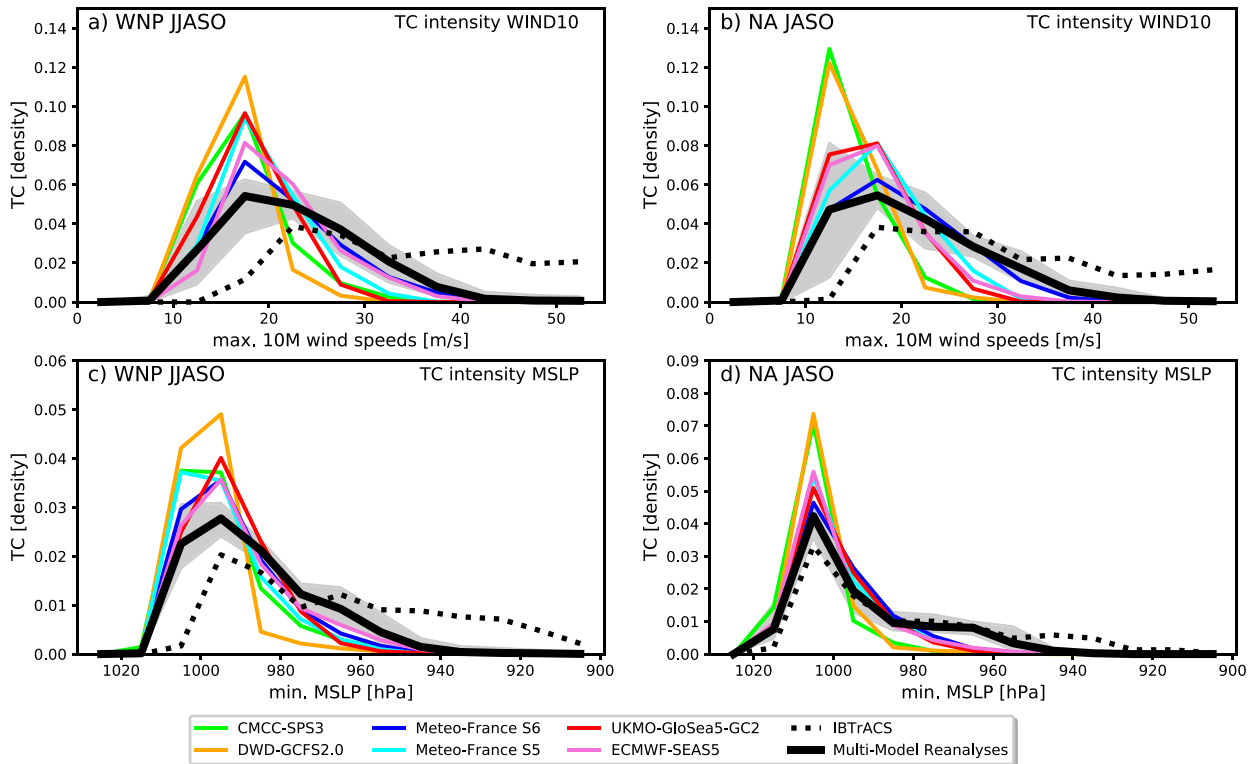 a) WNP JJASO
TC intensity WIND10
0.14
0.12
0.10
0.08
0.06
0.04
0.02
0.00
TC [density]
0
10
20
30
40
50
max. 10M wind speeds [m/s]
b) NA JASO
TC intensity WIND10
0.14
0.12
0.10
0.08
0.06
0.04
0.02
0.00
TC [density]
0
10
20
30
40
50
max. 10M wind speeds [m/s]
c) WNP JJASO
TC intensity MSLP
0.06
0.05
0.04
0.03
0.02
0.01
0.00
TC [density]
1020
1000
980
960
940
920
900
min. MSLP [hPa]
d) NA JASO
TC intensity MSLP
0.09
0.08
0.07
0.06
0.05
0.04
0.03
0.02
0.01
0.00
TC [density]
1020
1000
980
960
940
920
900
min. MSLP [hPa]
CMCC-SPS3
DWD-GCFS2.0
Meteo-France S6
Meteo-France S5
UKMO-GloSea5-GC2
ECMWF-SEAS5
IBTrACS
Multi-Model Reanalyses